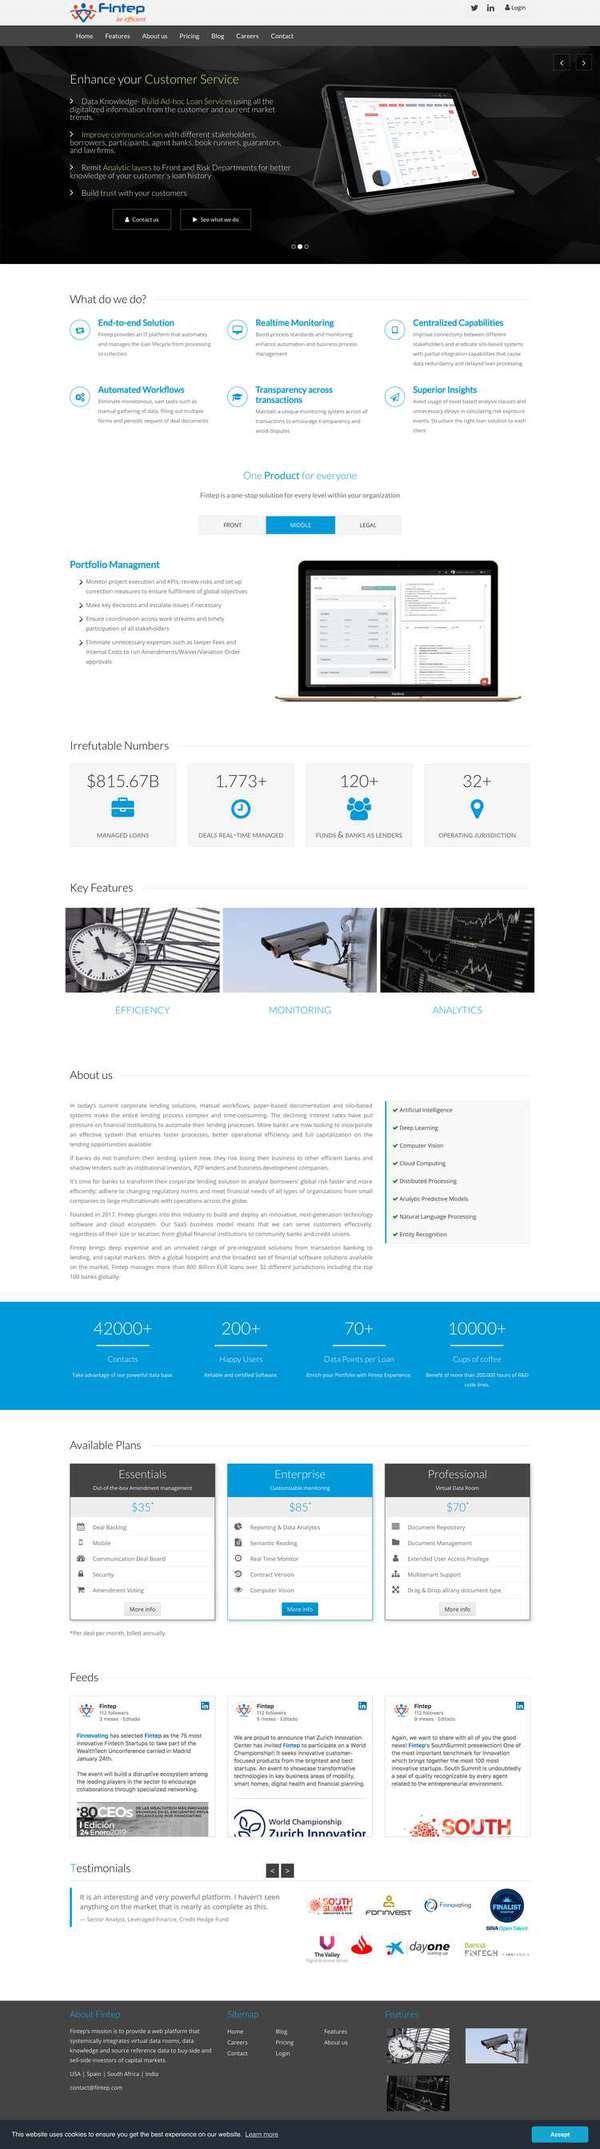 Fintep
be efficient
Login
Home Features About us Pricing Blog Careers Contact
Enhance your Customer Service
Data Knowledge- Build Ad-hoc Loan Services using all the
digitalized information from the customer and current market
trends.
Improve communication with different stakeholders,
borrowers, participants, agent banks, book runners, guarantors,
and law firms.
Remit Analytic layers to Front and Risk Departments for better
knowledge of your customer's loan history
Build trust with your customers
Contact us
See what we do
What do we do?
End-to-end Solution
Fintep provides an IT platform that automates
and manages the loan lifecycle from processing
to collection
Realtime Monitoring
Boost process standards and monitoring;
enhance automation and business process
management
Centralized Capabilities
Improve connectivity between different
stakeholders and eradicate silo-based systems
with partial integration capabilities that cause
data redundancy and delayed loan processing
Automated Workflows
Eliminate monotonous, vain tasks such as
manual gathering of data, filling out multiple
forms and periodic request of deal documents
Transparency across
transactions
Maintain a unique monitoring system across all
transactions to encourage transparency and
avoid disputes
Superior Insights
Avoid usage of novel based analysis clauses and
unnecessary delays in calculating risk exposure
events. Structure the right loan solution to each
client
One Product for everyone
Fintep is a one-stop solution for every level within your organization
FRONT MIDDLE LEGAL
Portfolio Managment
Monitor project execution and KPIs; review risks and set up
correction measures to ensure fulfillment of global objectives
Make key decisions and escalate issues if necessary
Ensure coordination across work streams and timely
participation of all stakeholders
Eliminate unnecessary expenses such as lawyer Fees and
Internal Costs to run Amendments/Waiver/Variation Order
approvals
Irrefutable Numbers
$815.67B
MANAGED LOANS
1.773+
DEALS REAL-TIME MANAGED
120+
FUNDS & BANKS AS LENDERS
32+
OPERATING JURISDICTION
Key Features
EFFICIENCY
MONITORING
ANALYTICS
About us
In today's current corporate lending solutions, manual workflows, paper-based documentation and silo-based
systems make the entire lending process complex and time-consuming. The declining interest rates have put
pressure on financial institutions to automate their lending processes. More banks are now looking to incorporate
an effective system that ensures faster processes, better operational efficiency and full capitalization on the
lending opportunities available.
If banks do not transform their lending system now, they risk losing their business to other efficient banks and
shadow lenders such as institutional investors, P2P lenders and business development companies.
It's time for banks to transform their corporate lending solution to analyze borrowers' global risk faster and more
efficiently; adhere to changing regulatory norms and meet financial needs of all types of organizations from small
companies to large multinationals with operations across the globe.
Founded in 2017, Fintep plunges into this industry to build and deploy an innovative, next-generation technology
software and cloud ecosystem. Our SaaS business model means that we can serve customers effectively,
regardless of their size or location; from global financial institutions to community banks and credit unions.
Fintep brings deep expertise and an unrivaled range of pre-integrated solutions from transaction banking to
lending, and capital markets. With a global footprint and the broadest set of financial software solutions available
on the market, Fintep manages more than 800 Billion EUR loans over 32 different jurisdictions including the top
100 banks globally.
Artificial Intelligence
Deep Learning
Computer Vision
Cloud Computing
Distibuted Processing
Analytic Predictive Models
Natural Language Processing
Entity Recognition
42000+
Contacts
Take advantage of our powerful data base.
200+
Happy Users
Reliable and certified Software.
70+
Data Points per Loan
Enrich your Portfolio with Fintep Experience.
10000+
Cups of coffee
Benefit of more than 200,000 hours of R&D
code lines.
Available Plans
Essentials
Out-of-the-box Amendment management
$35*
Deal Backlog
Mobile
Communication Deal Board
Security
Amendment Voting
More info
Enterprise
Customisable monitoring
$85*
Reporting & Data Analytics
Semantic Reading
Real Time Monitor
Contract Version
Computer Vision
More info
Professional
Virtual Data Room
$70*
Document Repository
Document Management
Extended User Access Privilege
Multitenant Support
Drag & Drop all/any document type
More info
*Per deal per month, billed annually.
Feeds
Fintep
112 followers
3 meses · Editado
Finnovating has selected Fintep as the 75 most
innovative Fintech Startups to take part of the
WealthTech Unconference carried in Madrid
January 24th.
The event will build a disruptive ecosystem among
the leading players in the sector to encourage
collaborations through specialized networking.
+80CEOs
I Edición
24 Enero2019
Fintep
112 followers
5 meses · Editado
We are proud to announce that Zurich Innovation
Center has invited Fintep to participate on a World
Championship! It seeks innovative customer-
focused products from the brightest and best
startups. An event to showcase transformative
technologies in key business areas of mobility,
smart homes, digital health and financial planning.
World Championship
Zurich Innovation
Fintep
112 followers
9 meses · Editado
Again, we want to share with all of you the good
news! Fintep's SouthSummit preselection! One of
the most important benchmark for Innovation
which brings together the most 100 most
innovative startups. South Summit is undoubtedly
a seal of quality recognizable by every agent
related to the entrepreneurial environment.
SOUTH
Testimonials
< >
It is an interesting and very powerful platform. I haven't seen
anything on the market that is nearly as complete as this.
— Senior Analyst, Leveraged Finance, Credit Hedge Fund
SOUTH
SUMMIT
FORINVEST
Finnovating
FINALIST
BBVA Open Talent
The Valley
Digital Business School
dayone
Bankia
FINTECH
About Fintep
Fintep's mission is to provide a web platform that
systemically integrates virtual data rooms, data
knowledge and source reference data to buy-side and
sell-side investors of capital markets.
USA | Spain | South Africa | India
contact@fintep.com
Sitemap
Home Blog Features
Careers Pricing About us
Contact Login
Features
This website uses cookies to ensure you get the best experience on our website. Learn more
Accept